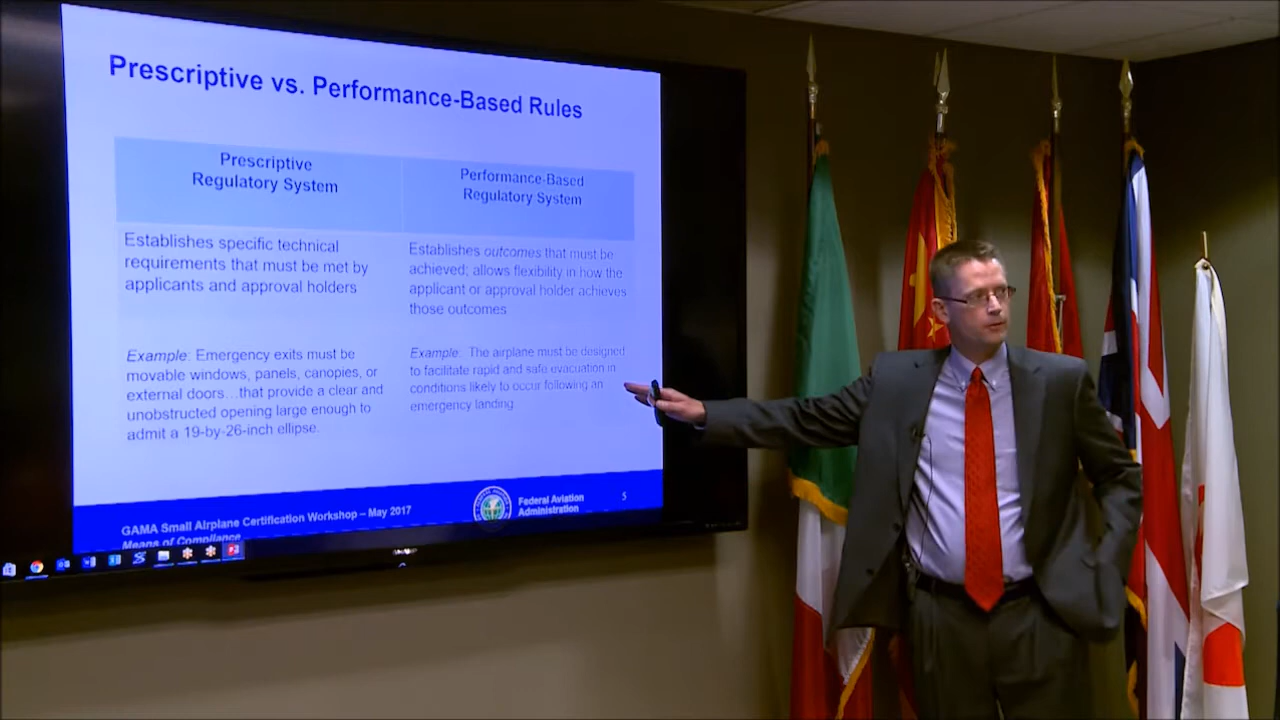 Prescriptive vs. Performance-Based Rules
Prescriptive
Regulatory System
Performance-Based
Regulatory System
Establishes specific technical
requirements that must be met by
applicants and approval holders
Establishes outcomes that must be
achieved; allows flexibility in how the
applicant or approval holder achieves
those outcomes
Example: Emergency exits must be
movable windows, panels, canopies, or
external doors…that provide a clear and
unobstructed opening large enough to
admit a 19-by-26-inch ellipse.
Example: The airplane must be designed
to facilitate rapid and safe evacuation in
conditions likely to occur following an
emergency landing
GAMA Small Airplane Certification Workshop – May 2017
Means of Compliance
Federal Aviation
Administration
5